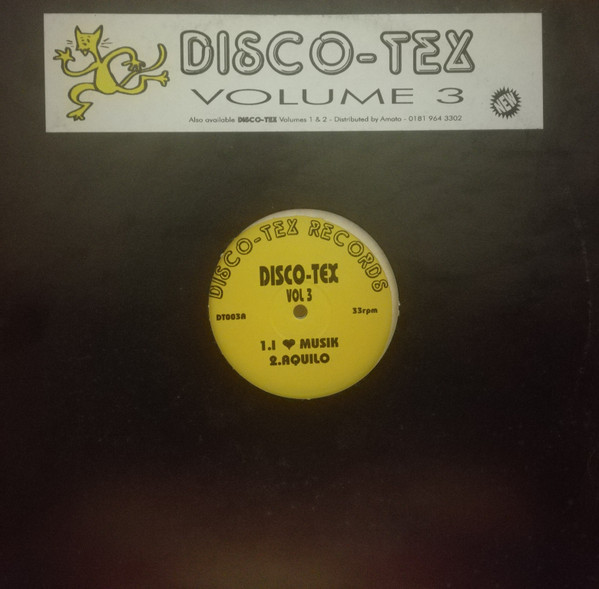 DISCO-TEX
VOLUME 3
NEW
Also available DISCO-TEX Volumes 1 & 2 - Distributed by Amato - 0181 964 3302
DISCO-TEX RECORDS
DISCO-TEX
VOL 3
DT003A 33rpm
1.I ♥ MUSIK
2.AQUILO